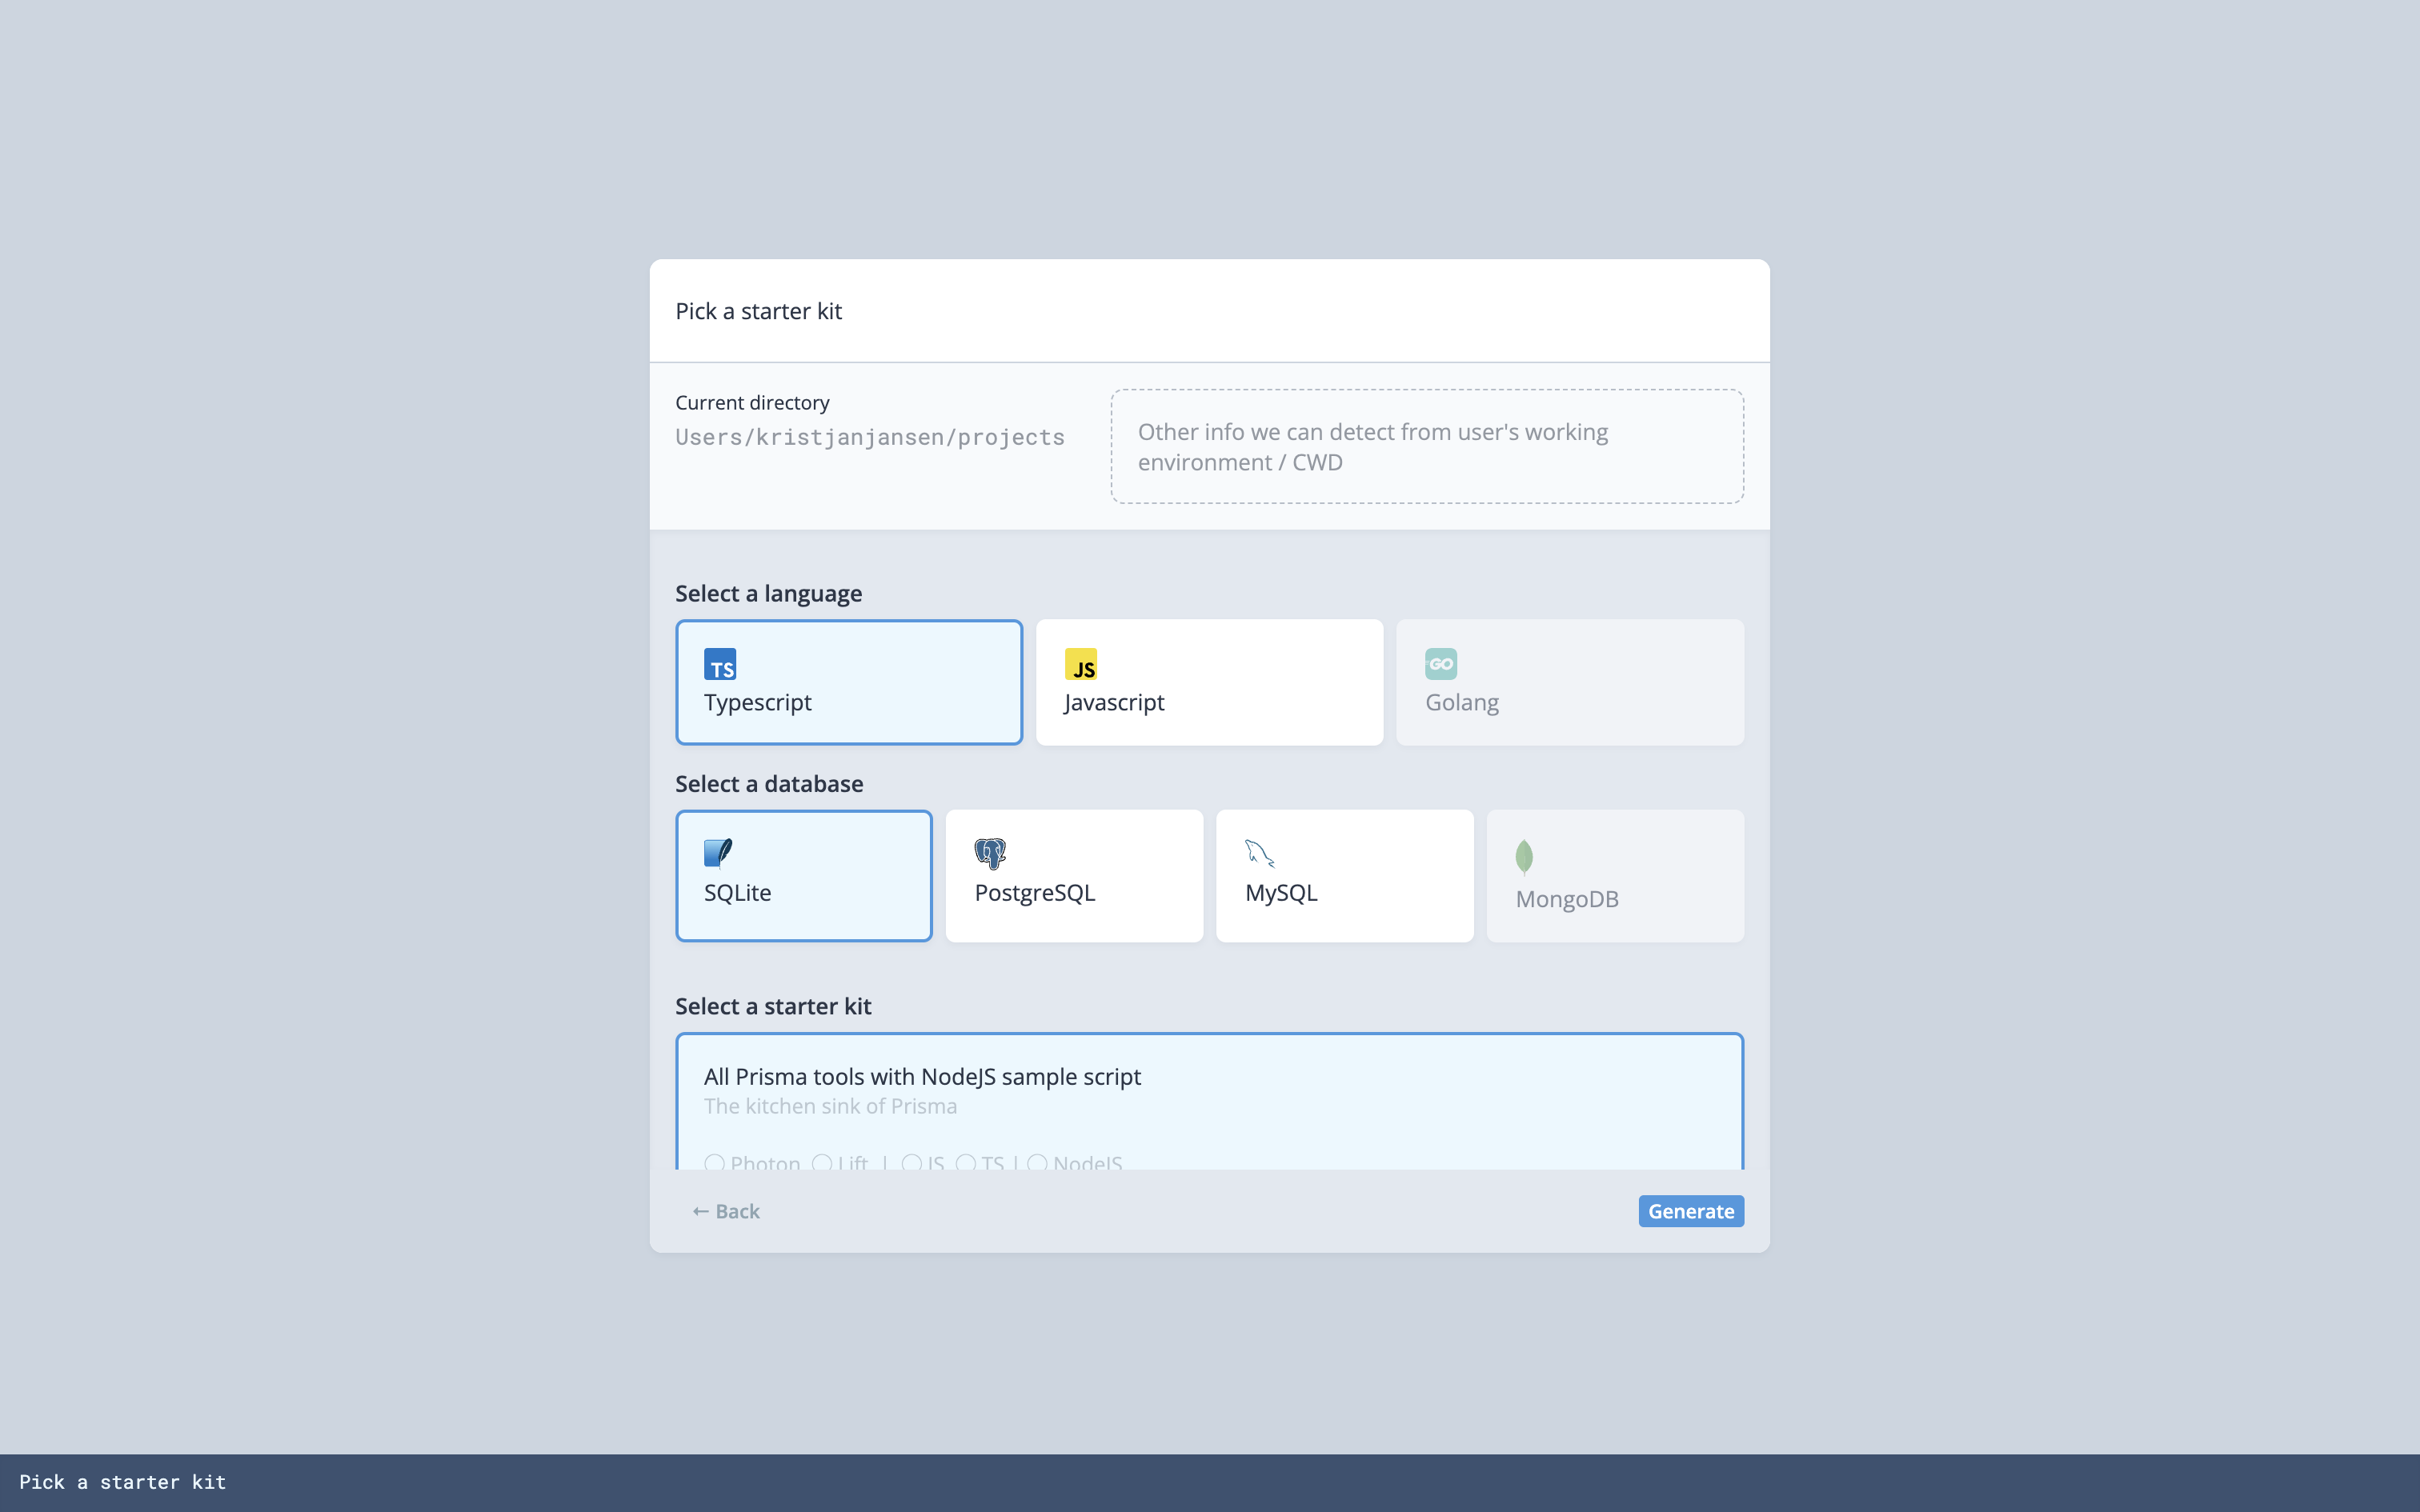 Pick a starter kit
Current directory
Users/kristjanjansen/projects
Other info we can detect from user's working
environment / CWD
Select a language
TS
Typescript
JS
Javascript
GO
Golang
Select a database
SQLite
PostgreSQL
MySQL
MongoDB
Select a starter kit
All Prisma tools with NodeJS sample script
The kitchen sink of Prisma
Photon Lift | JS TS | NodeJS
← Back
Generate
Pick a starter kit